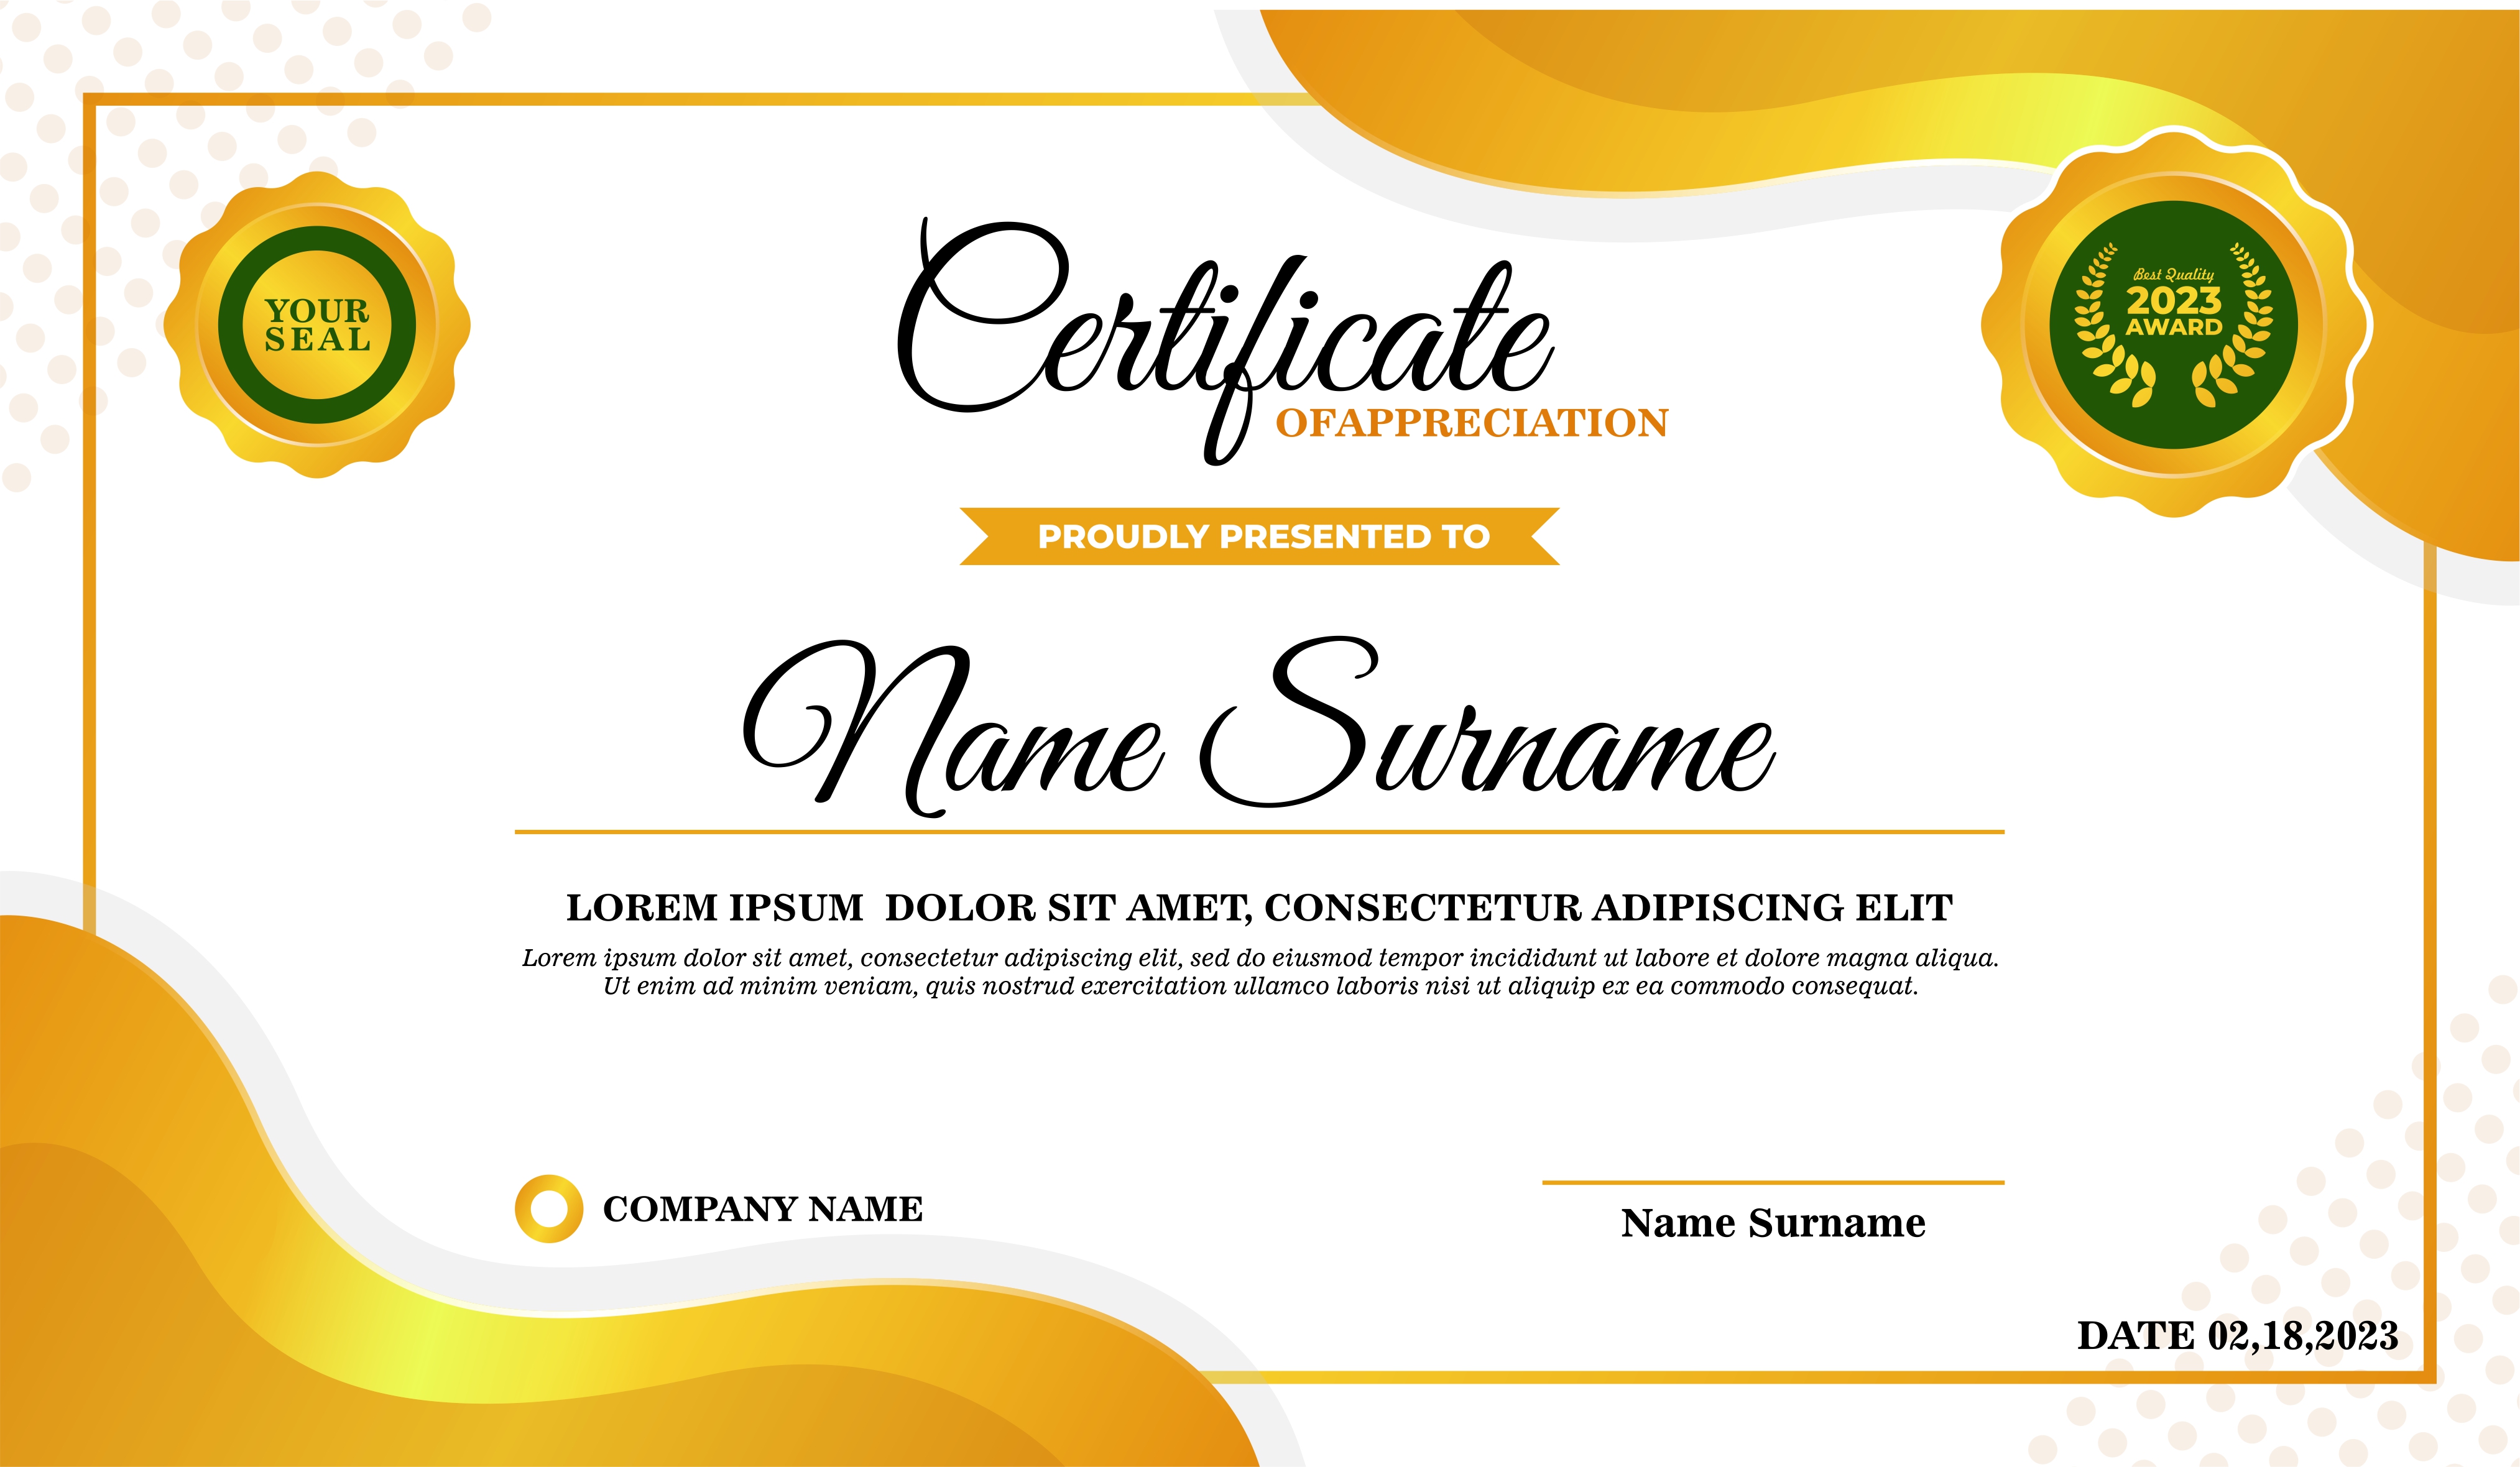 YOUR
SEAL
Best Quality
2023
AWARD
Certificate
OFAPPRECIATION
PROUDLY PRESENTED TO
Name Surname
LOREM IPSUM  DOLOR SIT AMET, CONSECTETUR ADIPISCING ELIT
Lorem ipsum dolor sit amet, consectetur adipiscing elit, sed do eiusmod tempor incididunt ut labore et dolore magna aliqua.
Ut enim ad minim veniam, quis nostrud exercitation ullamco laboris nisi ut aliquip ex ea commodo consequat.
COMPANY NAME
Name Surname
DATE 02,18,2023